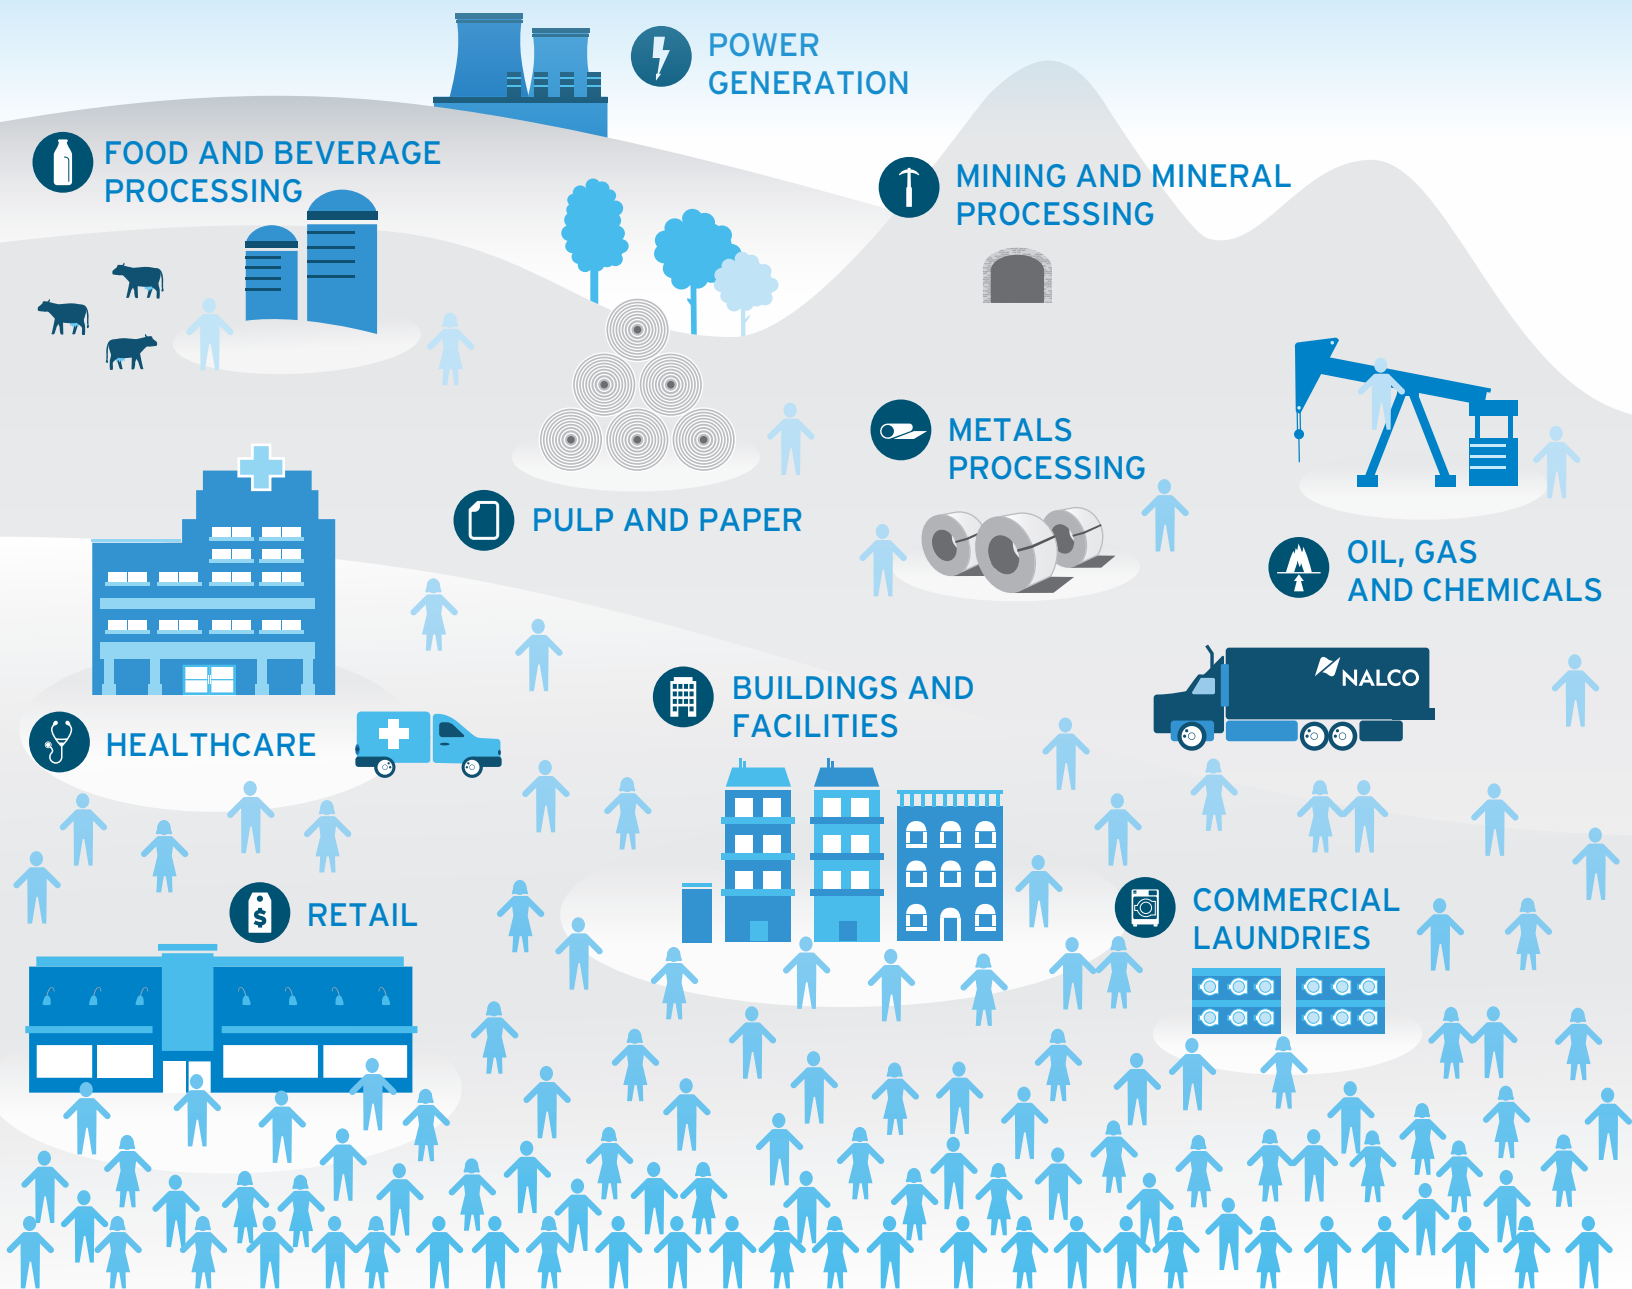 POWER
GENERATION
FOOD AND BEVERAGE
PROCESSING
MINING AND MINERAL
PROCESSING
METALS
PROCESSING
PULP AND PAPER
OIL, GAS
AND CHEMICALS
NALCO
BUILDINGS AND
FACILITIES
HEALTHCARE
RETAIL
$
COMMERCIAL
LAUNDRIES